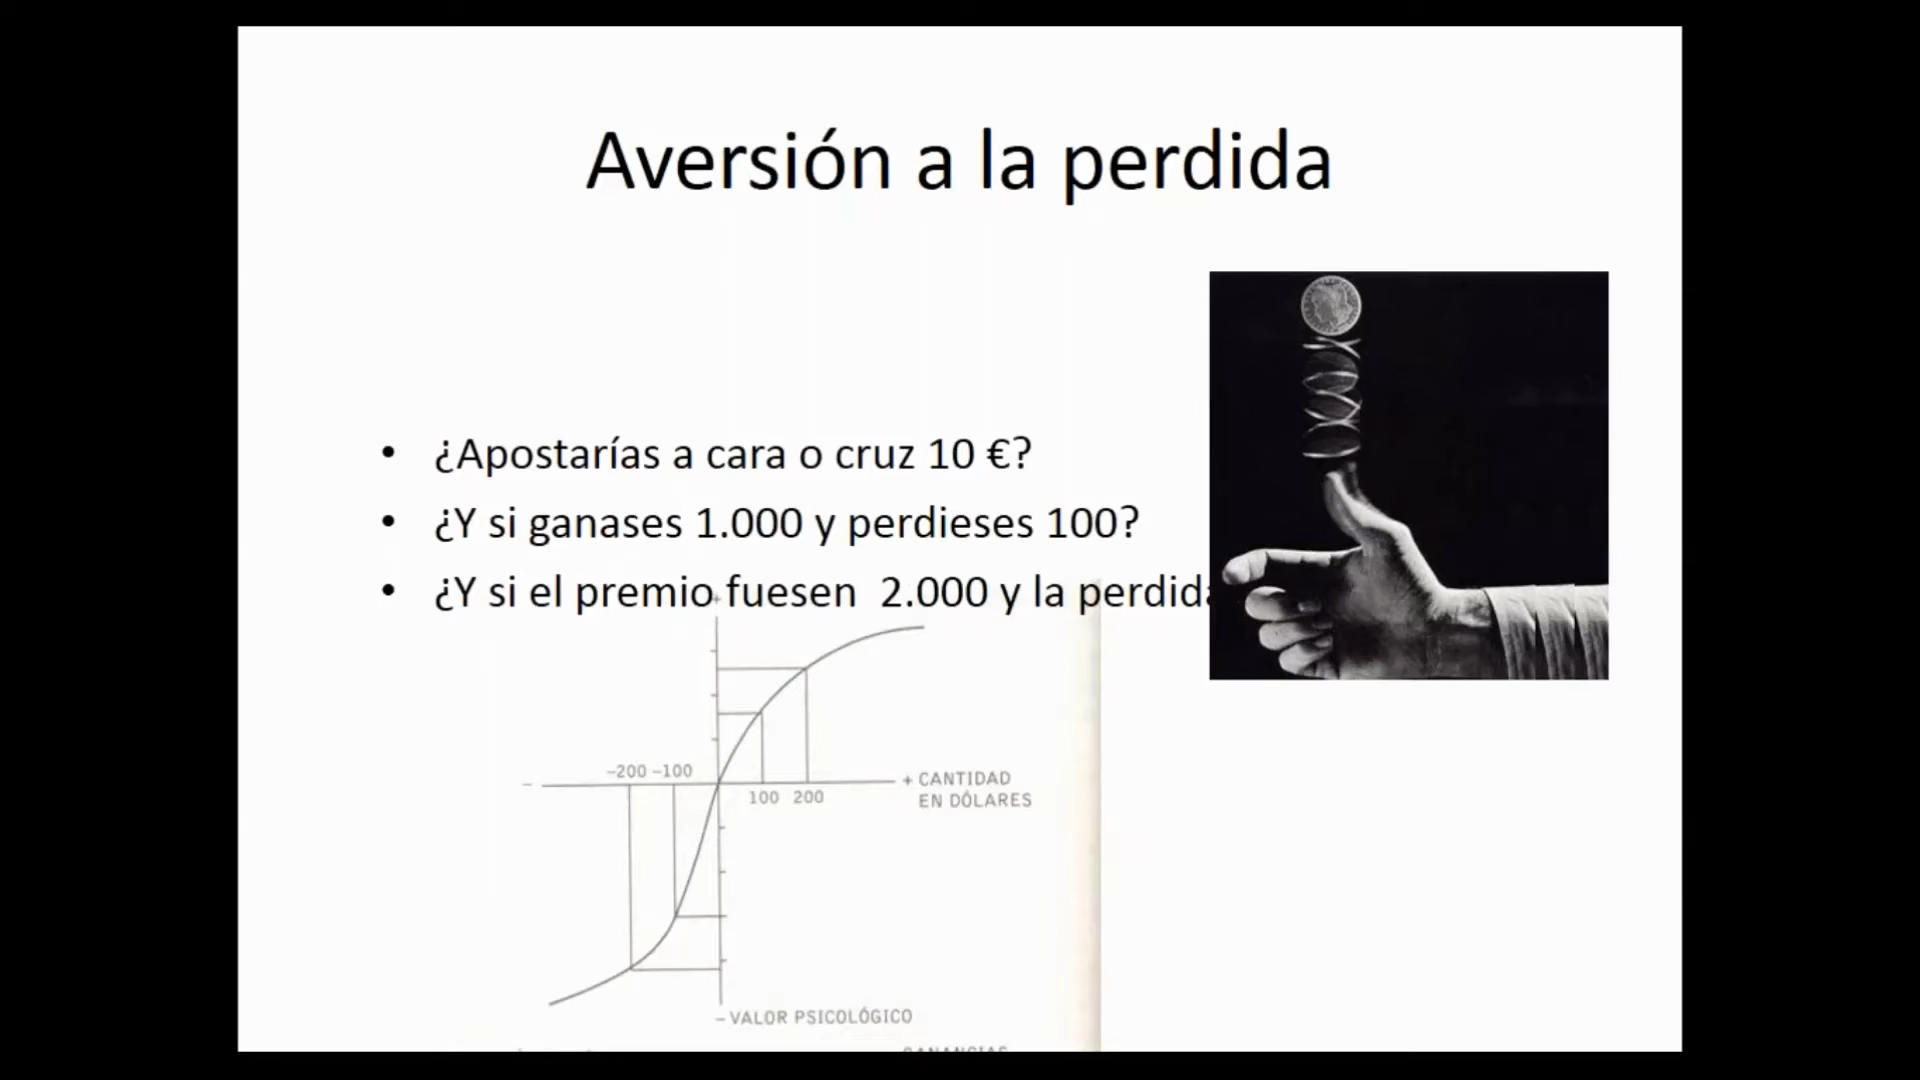 Aversión a la perdida
• ¿Apostarías a cara o cruz 10 €?
• ¿Y si ganases 1.000 y perdieses 100?
• ¿Y si el premio fuesen 2.000 y la
+
-200 -100
–
+ CANTIDAD
100 200
EN DÓLARES
– VALOR PSICOLÓGICO